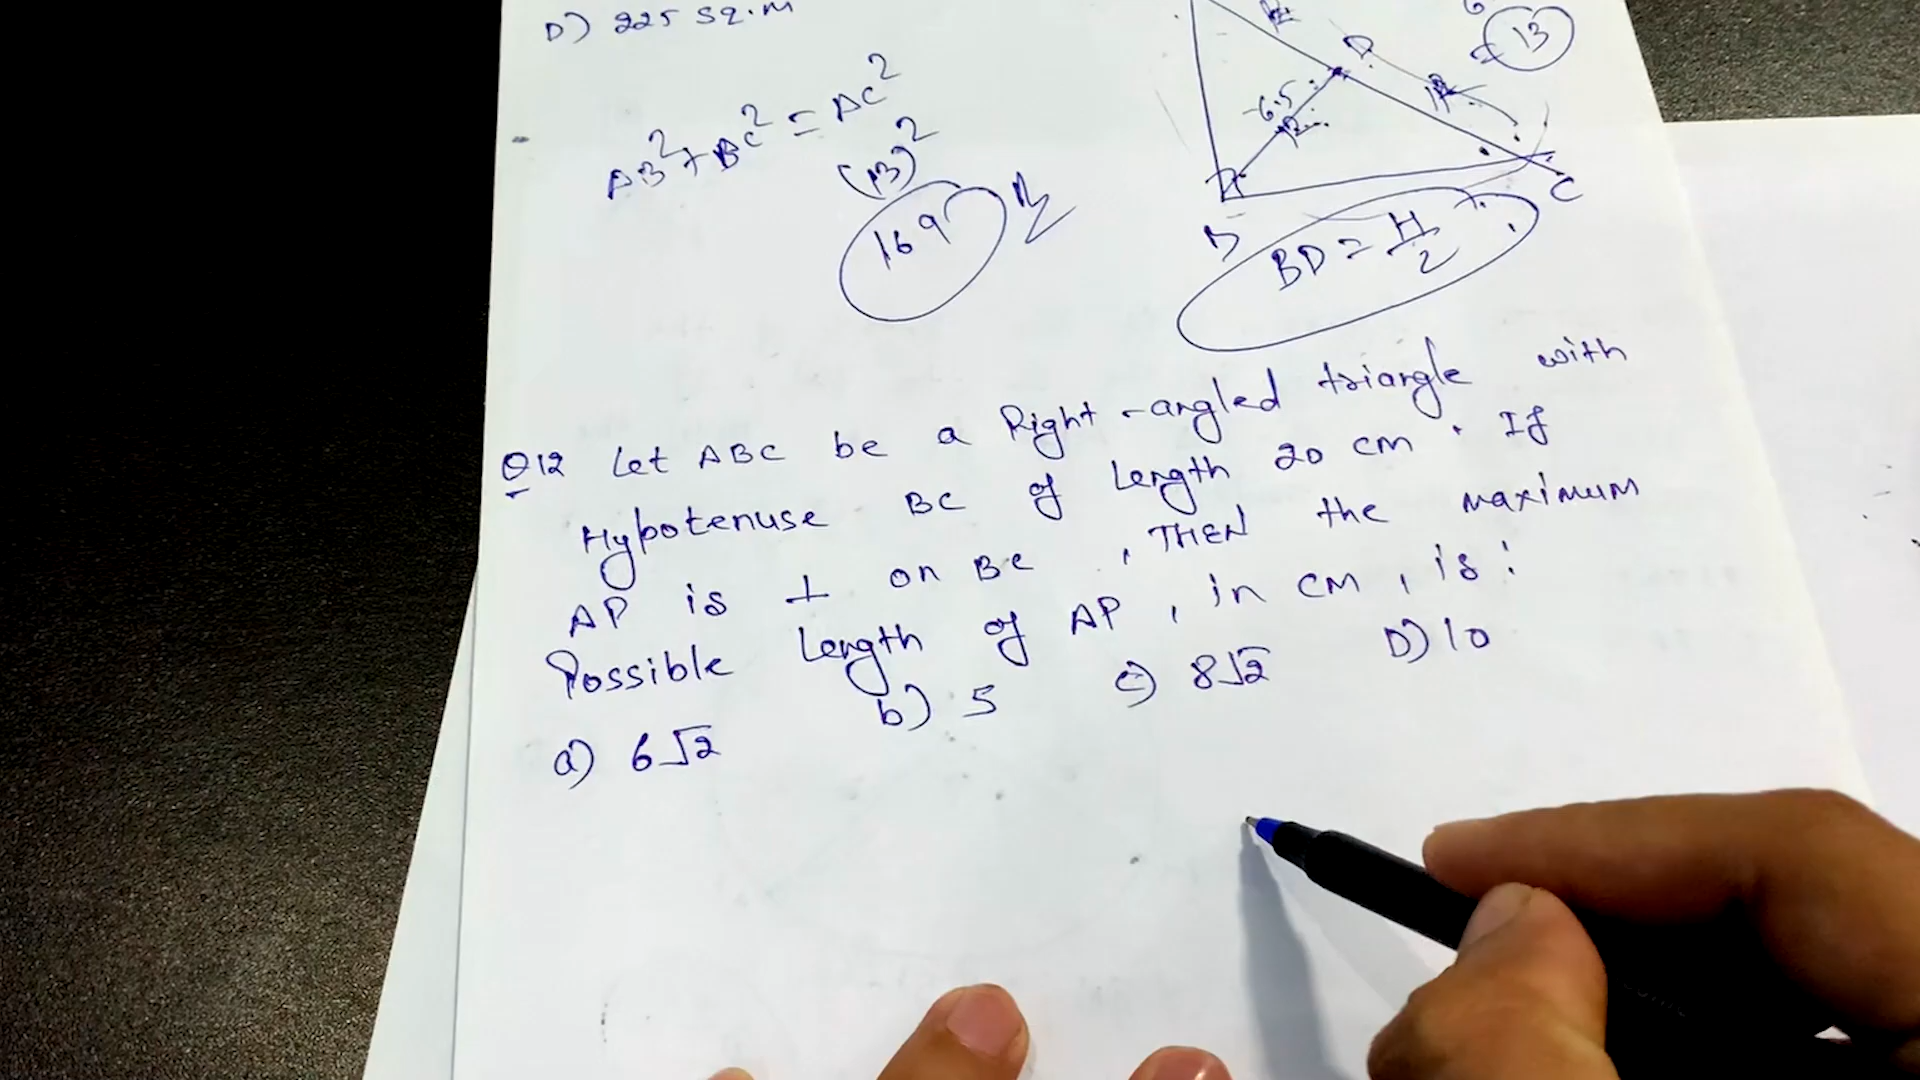 D) 225 sq.m
AB²+BC² = AC²
(13)²
169
13
D
6.5
C
BD = H/2
Q12 Let ABC be a Right-angled triangle with
Hypotenuse BC of Length 20 cm. If
AP is ⊥ on BC, THEN the maximum
Possible Length of AP, in cm, is:
a) 6√2 b) 5 c) 8√2 D) 10